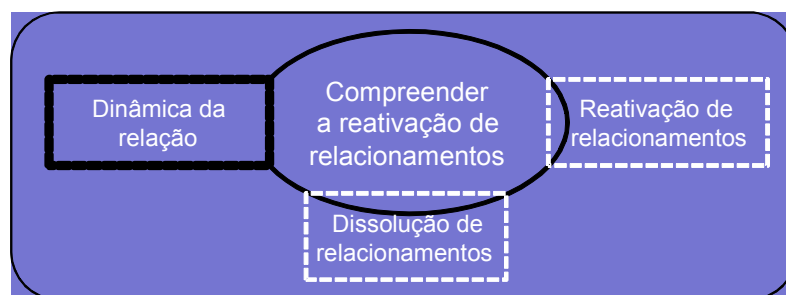 Dinâmica da
relação
Compreender
a reativação de
relacionamentos
Reativação de
relacionamentos
Dissolução de
relacionamentos